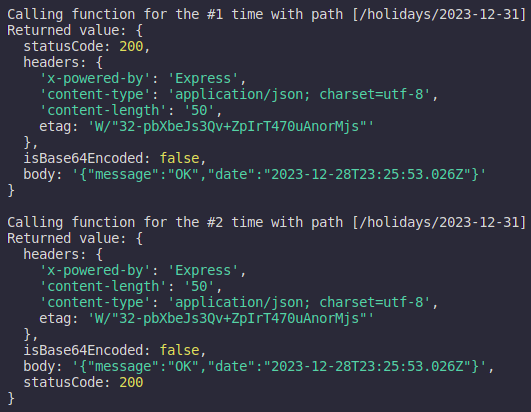 Calling function for the #1 time with path [/holidays/2023-12-31]
Returned value: {
  statusCode: 200,
  headers: {
    'x-powered-by': 'Express',
    'content-type': 'application/json; charset=utf-8',
    'content-length': '50',
    etag: 'W/"32-pbXbeJs3Qv+ZpIrT470uAnorMjs"'
  },
  isBase64Encoded: false,
  body: '{"message":"OK","date":"2023-12-28T23:25:53.026Z"}'
}
Calling function for the #2 time with path [/holidays/2023-12-31]
Returned value: {
  headers: {
    'x-powered-by': 'Express',
    'content-length': '50',
    'content-type': 'application/json; charset=utf-8',
    etag: 'W/"32-pbXbeJs3Qv+ZpIrT470uAnorMjs"'
  },
  isBase64Encoded: false,
  body: '{"message":"OK","date":"2023-12-28T23:25:53.026Z"}',
  statusCode: 200
}